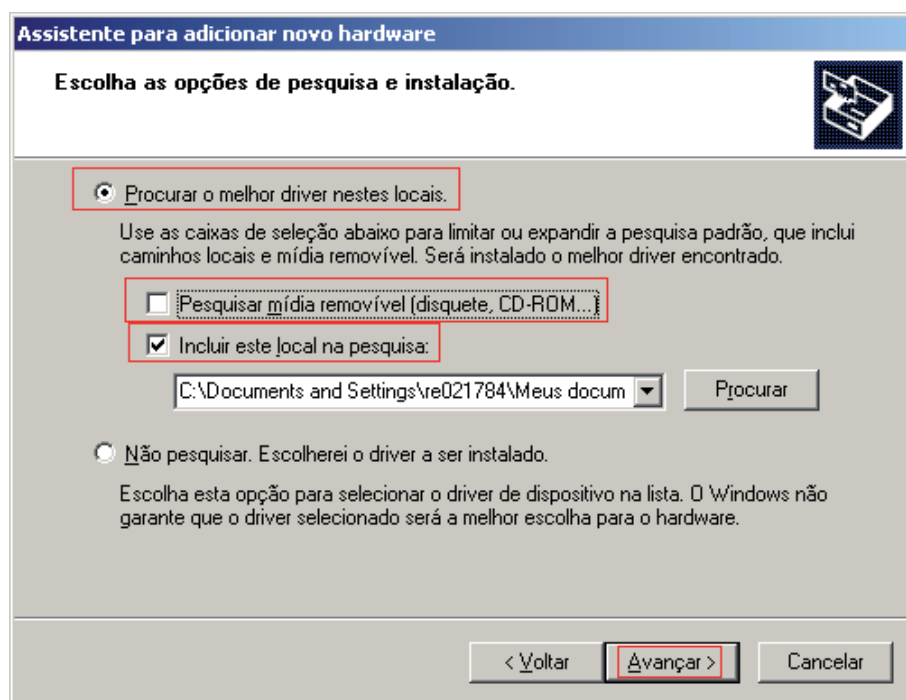 Assistente para adicionar novo hardware
Escolha as opções de pesquisa e instalação.
Procurar o melhor driver nestes locais.
Use as caixas de seleção abaixo para limitar ou expandir a pesquisa padrão, que inclui
caminhos locais e mídia removível. Será instalado o melhor driver encontrado.
Pesquisar mídia removível (disquete, CD-ROM...)
Incluir este local na pesquisa:
C:\Documents and Settings\re021784\Meus docum
Procurar
Não pesquisar. Escolherei o driver a ser instalado.
Escolha esta opção para selecionar o driver de dispositivo na lista. O Windows não
garante que o driver selecionado será a melhor escolha para o hardware.
< Voltar Avançar > Cancelar